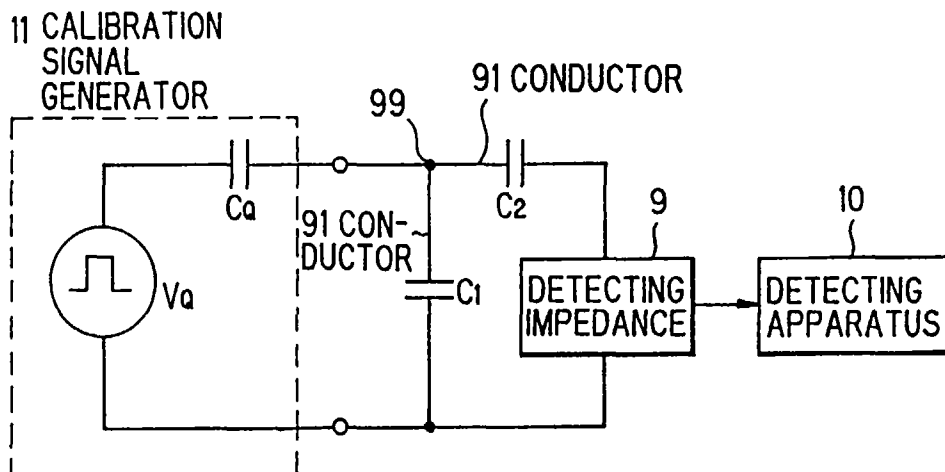 11 CALIBRATION
SIGNAL
GENERATOR
99
91 CONDUCTOR
CQ
C2
9
10
91 CON-
DUCTOR
VQ
C1
DETECTING
IMPEDANCE
DETECTING
APPARATUS